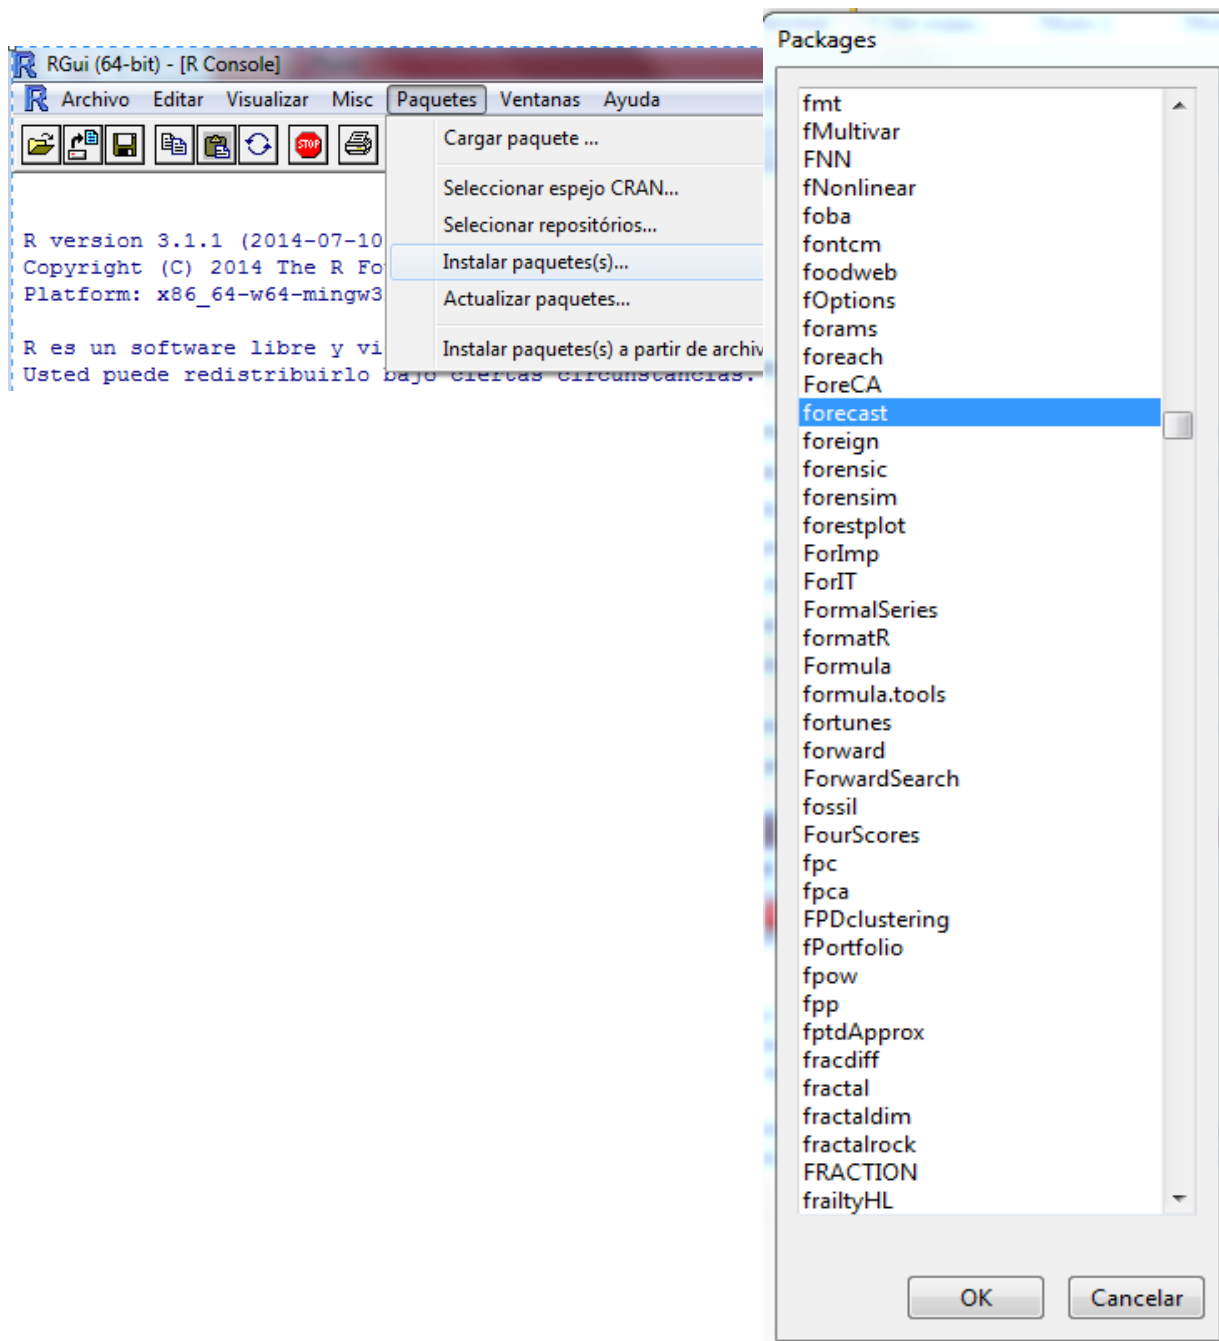 RGui (64-bit) - [R Console]
Archivo Editar Visualizar Misc Paquetes Ventanas Ayuda
STOP
Cargar paquete ...
Seleccionar espejo CRAN...
Selecionar repositórios...
Instalar paquetes(s)...
Actualizar paquetes...
Instalar paquetes(s) a partir de archiv
R version 3.1.1 (2014-07-10
Copyright (C) 2014 The R Fo
Platform: x86_64-w64-mingw3
R es un software libre y vi
Usted puede redistribuirlo bajo ciertas circunstancias.
Packages
fmt
fMultivar
FNN
fNonlinear
foba
fontcm
foodweb
fOptions
forams
foreach
ForeCA
forecast
foreign
forensic
forensim
forestplot
ForImp
ForIT
FormalSeries
formatR
Formula
formula.tools
fortunes
forward
ForwardSearch
fossil
FourScores
fpc
fpca
FPDclustering
fPortfolio
fpow
fpp
fptdApprox
fracdiff
fractal
fractaldim
fractalrock
FRACTION
frailtyHL
OK
Cancelar